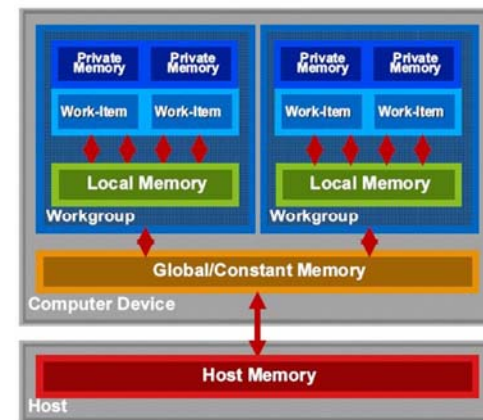 Private Memory Private Memory Private Memory Private Memory
Work-Item Work-Item Work-Item Work-Item
Local Memory Local Memory
Workgroup Workgroup
Global/Constant Memory
Computer Device
Host Memory
Host